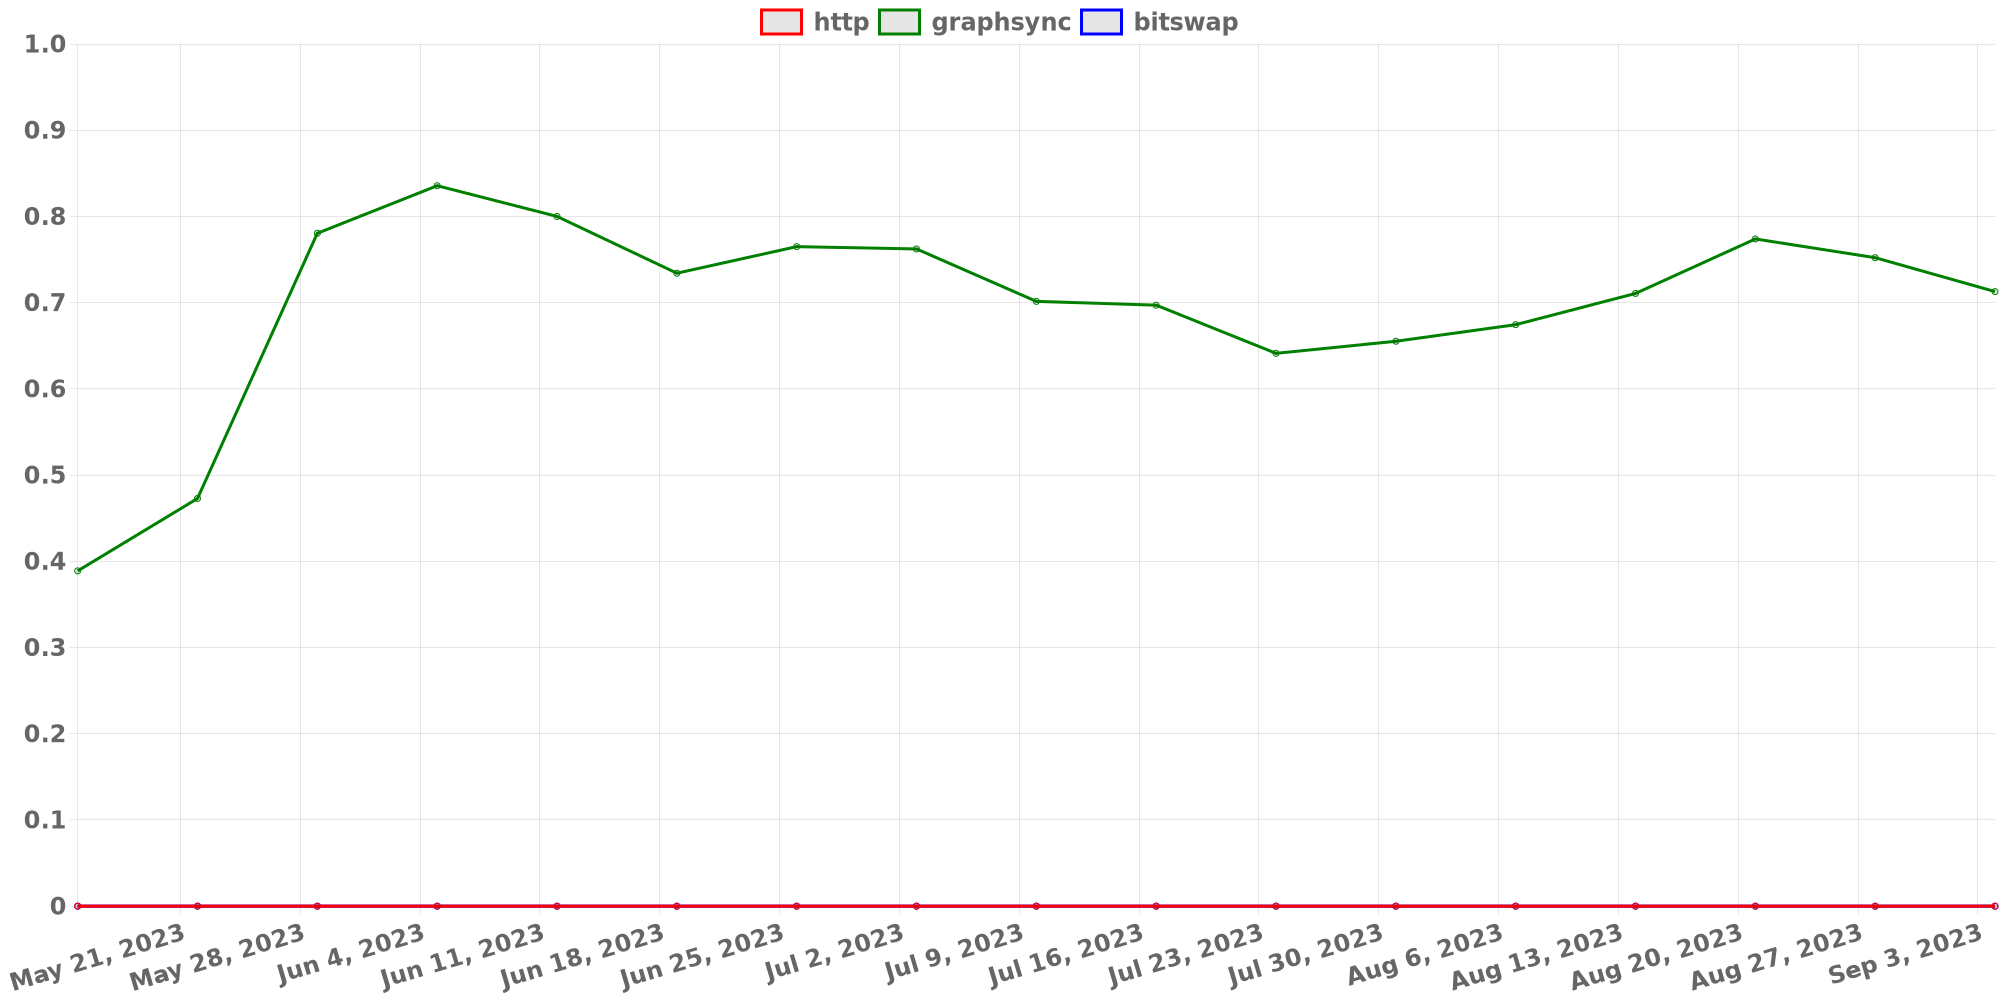 http graphsync bitswap
1.0
0.9
0.8
0.7
0.6
0.5
0.4
0.3
0.2
0.1
0
May 21, 2023
May 28, 2023
Jun 4, 2023
Jun 11, 2023
Jun 18, 2023
Jun 25, 2023
Jul 2, 2023
Jul 9, 2023
Jul 16, 2023
Jul 23, 2023
Jul 30, 2023
Aug 6, 2023
Aug 13, 2023
Aug 20, 2023
Aug 27, 2023
Sep 3, 2023